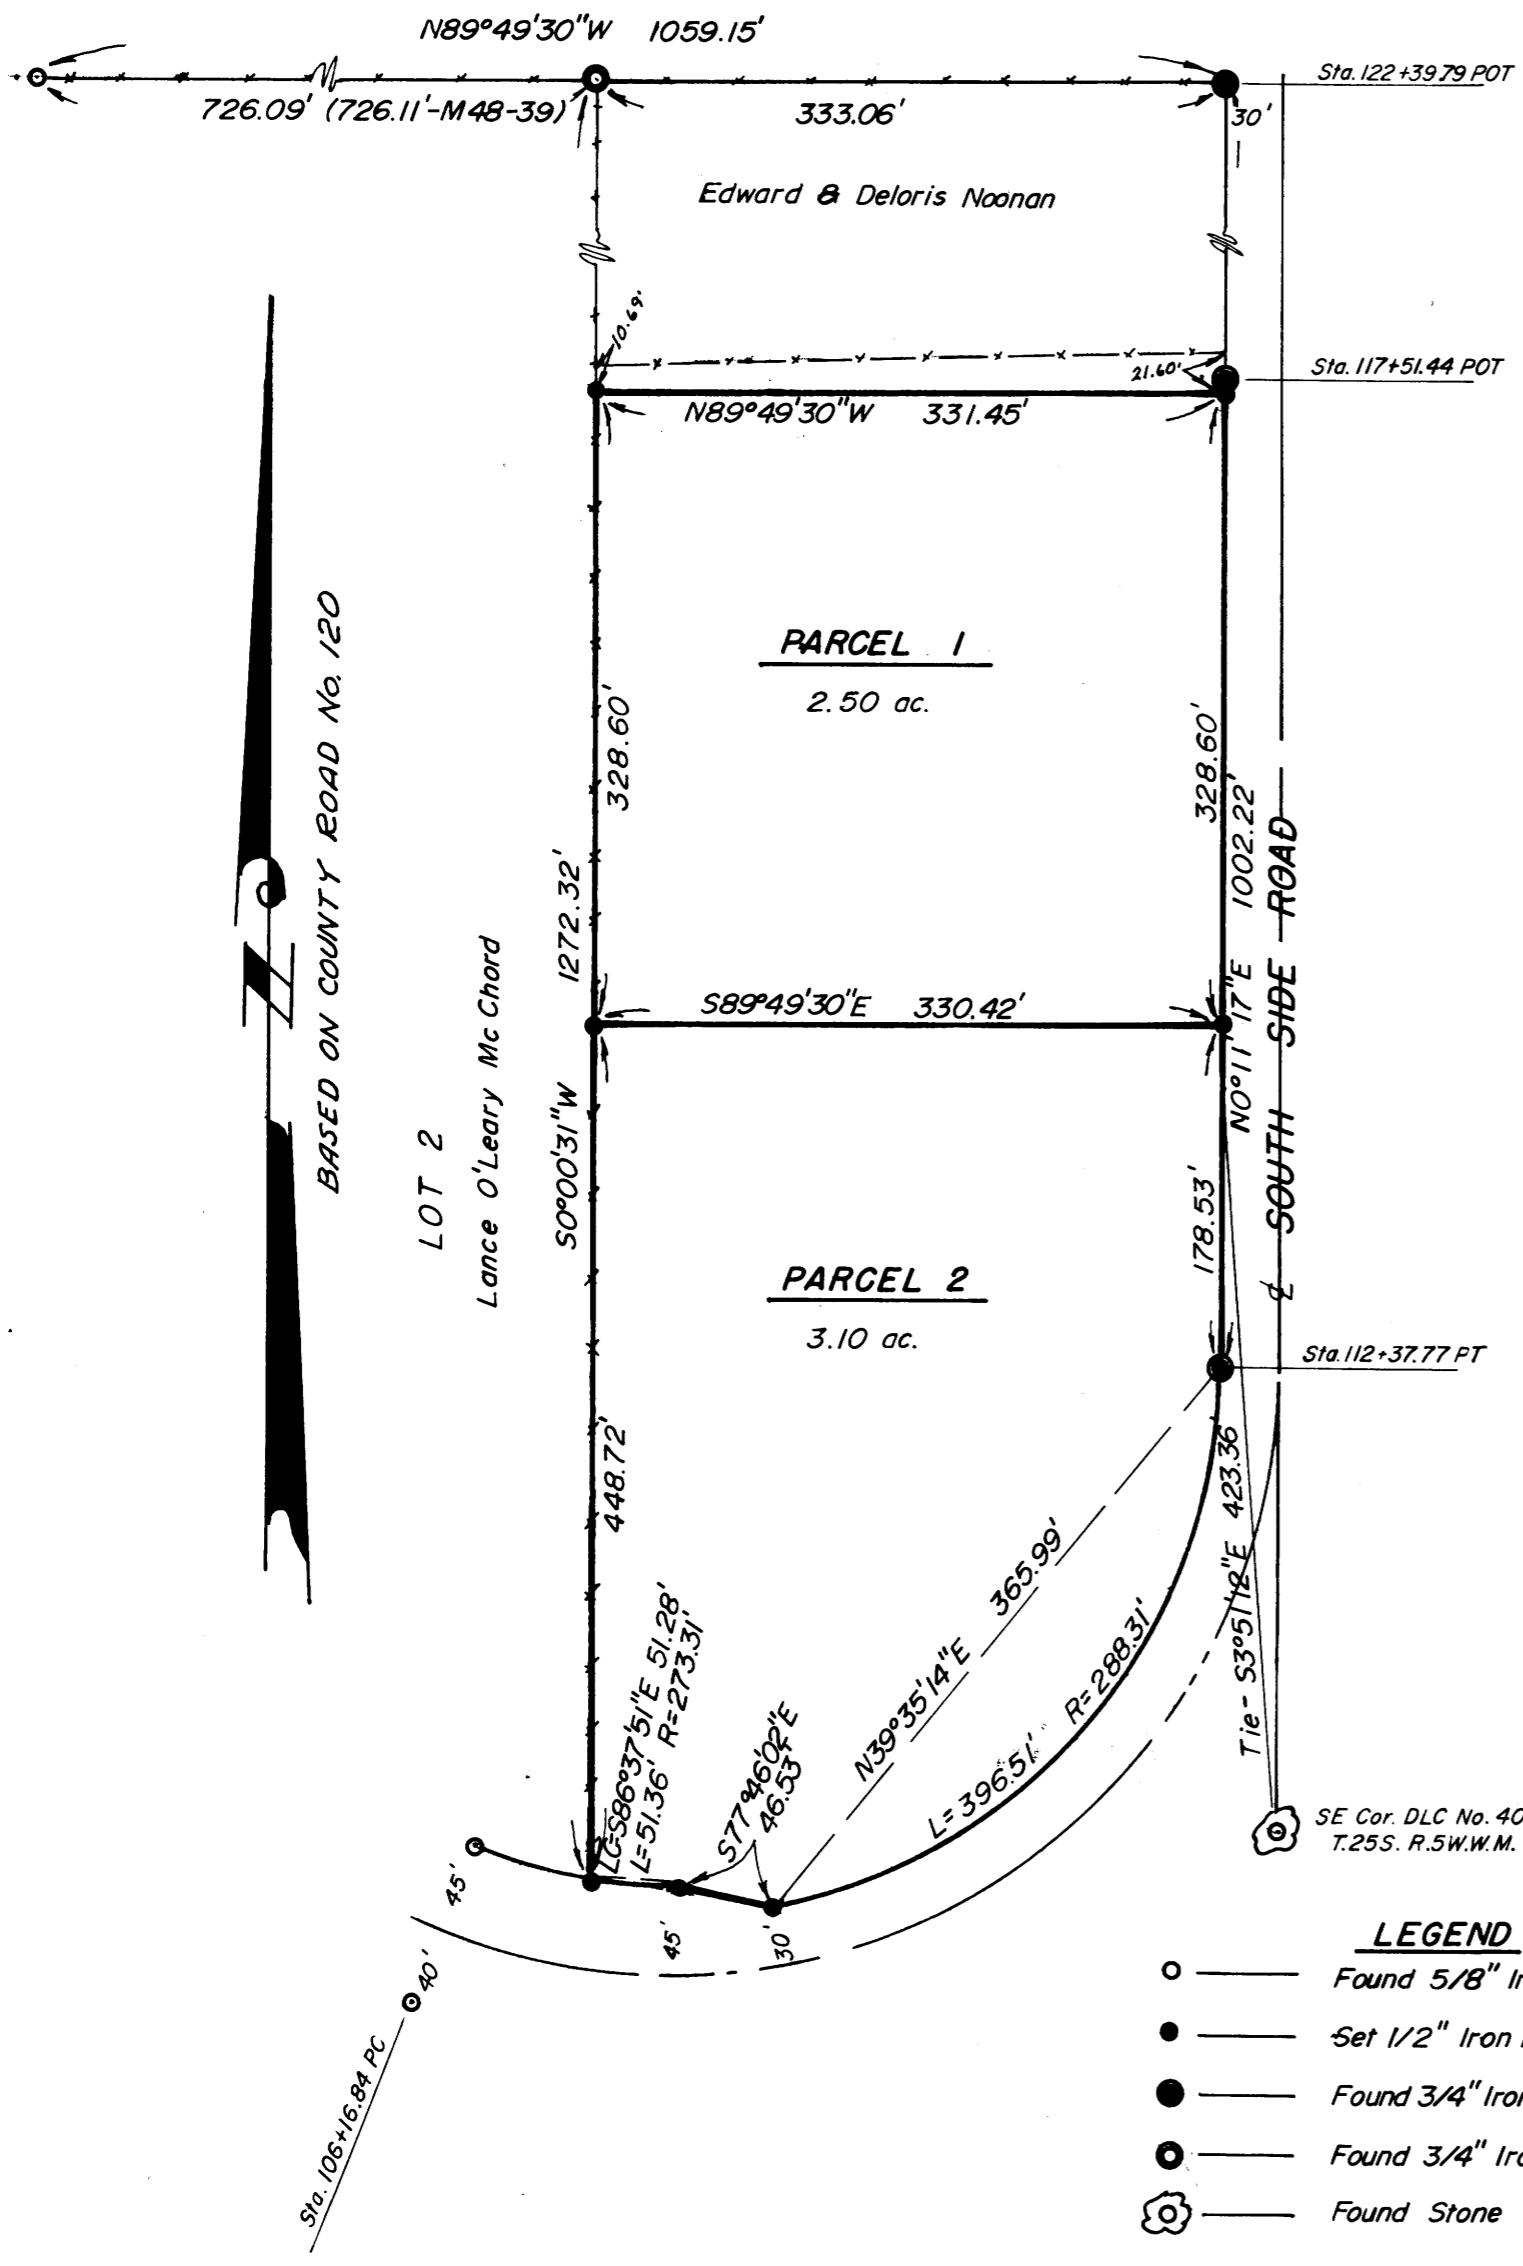 N89°49'30"W 1059.15'
Sta. 122+39.79 POT
726.09' (726.11'-M48-39)
333.06'
30'
Edward & Deloris Noonan
10.69'
21.60'
Sta. 117+51.44 POT
N89°49'30"W 331.45'
BASED ON COUNTY ROAD No. 120
N
PARCEL 1
2.50 ac.
328.60'
328.60'
1272.32'
S0°00'31"W
N0°11'17"E 1002.22'
SOUTH SIDE ROAD
LOT 2
Lance O'Leary Mc Chord
S89°49'30"E 330.42'
PARCEL 2
3.10 ac.
178.53'
Sta. 112+37.77 PT
448.72'
Tie- S3°51'12"E 423.36'
N39°35'14"E 365.99'
L=396.51' R=288.31'
LC=S86°37'51"E 51.28'
L=51.36' R=273.31'
S77°46'02"E
46.53'
SE Cor. DLC No. 40
T.25S. R.5W.W.M.
45'
45'
30'
40'
Sta. 106+16.84 PC
LEGEND
Found 5/8"
Set 1/2" Iron
Found 3/4" Iron
Found 3/4"
Found Stone